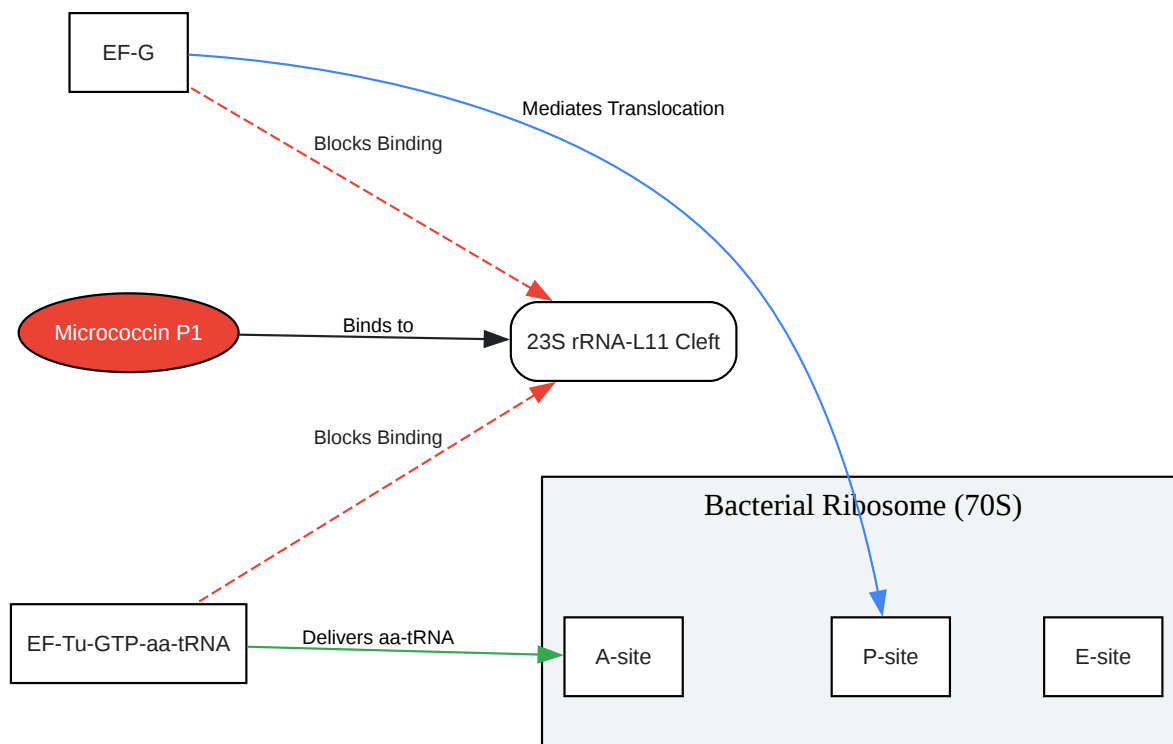 EF-G
Mediates Translocation
Blocks Binding
Micrococcin P1
Binds to
23S rRNA-L11 Cleft
Blocks Binding
Bacterial Ribosome (70S)
EF-Tu-GTP-aa-tRNA
Delivers aa-tRNA
A-site
P-site
E-site